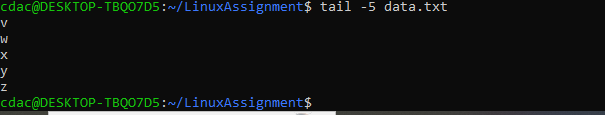 cdac@DESKTOP-TBQO7D5:~/LinuxAssignment$ tail -5 data.txt
v
w
x
y
z
cdac@DESKTOP-TBQO7D5:~/LinuxAssignment$